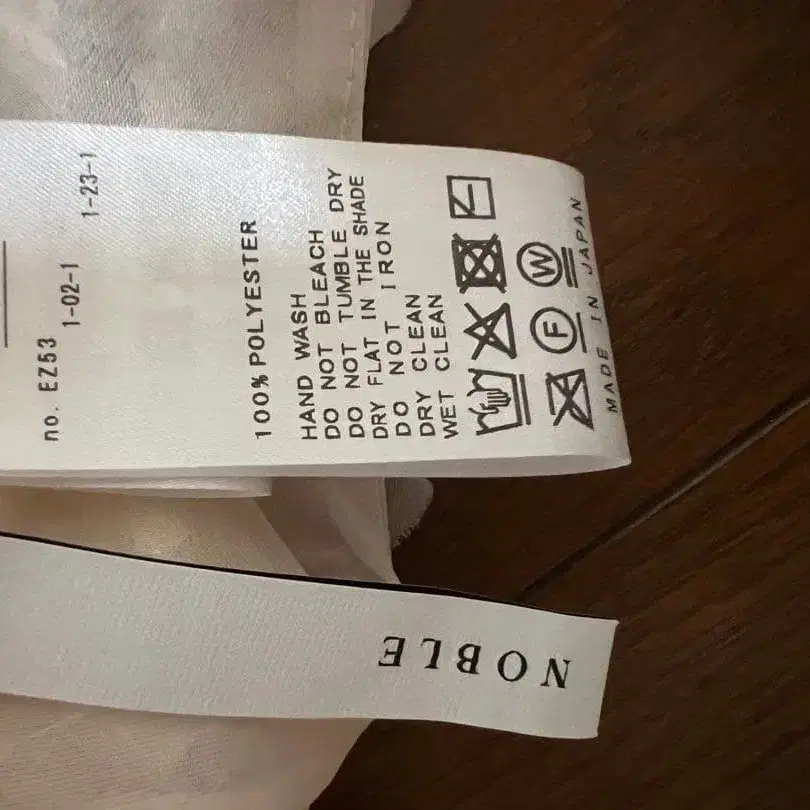 no. EZ53
1-02-1
1-23-1
100% POLYESTER
HAND WASH
DO NOT BLEACH
DO NOT TUMBLE DRY
DRY FLAT IN THE SHADE
DO NOT IRON
DRY CLEAN
WET CLEAN
F W
MADE IN JAPAN
NOBLE